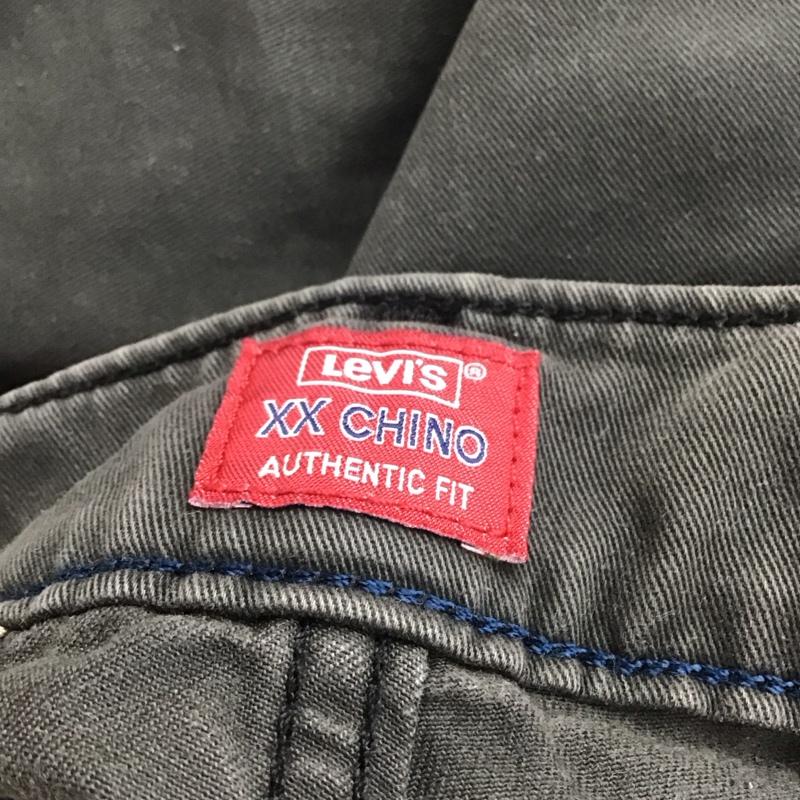 Levi's®
XX CHINO
AUTHENTIC FIT